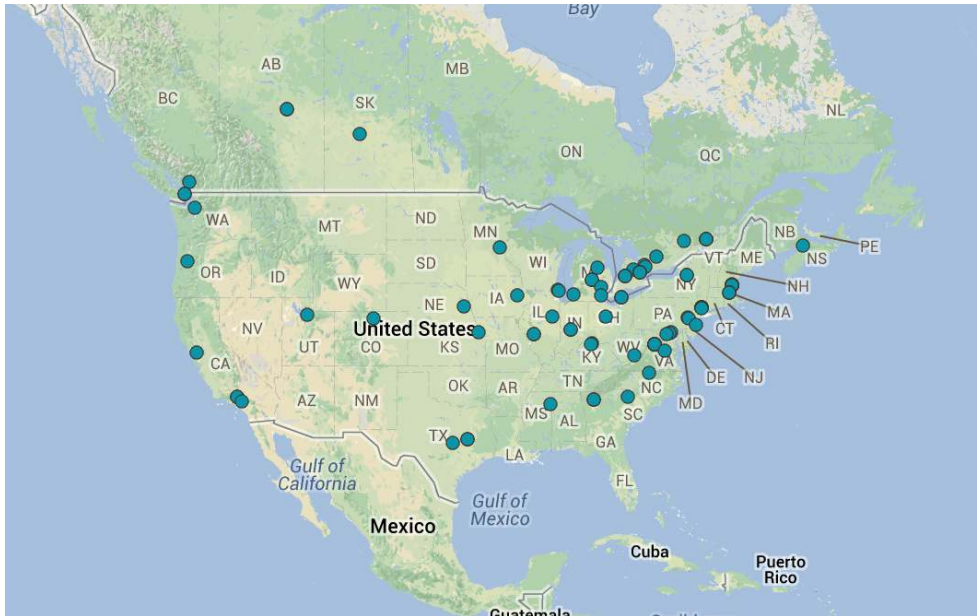 Bay
AB
MB
BC
SK
NL
ON
QC
NB
PE
WA
MT
ND
MN
VT
ME
NS
OR
ID
SD
WI
M
NY
NH
WY
NE
IA
MA
NV
UT
CO
United States
IL
IN
H
PA
CT
RI
CA
KS
MO
KY
WV
VA
NJ
DE
MD
AZ
NM
OK
AR
TN
NC
MS
AL
SC
GA
TX
LA
FL
Gulf of
California
Gulf of
Mexico
Mexico
Cuba
Puerto
Rico
Guatemala